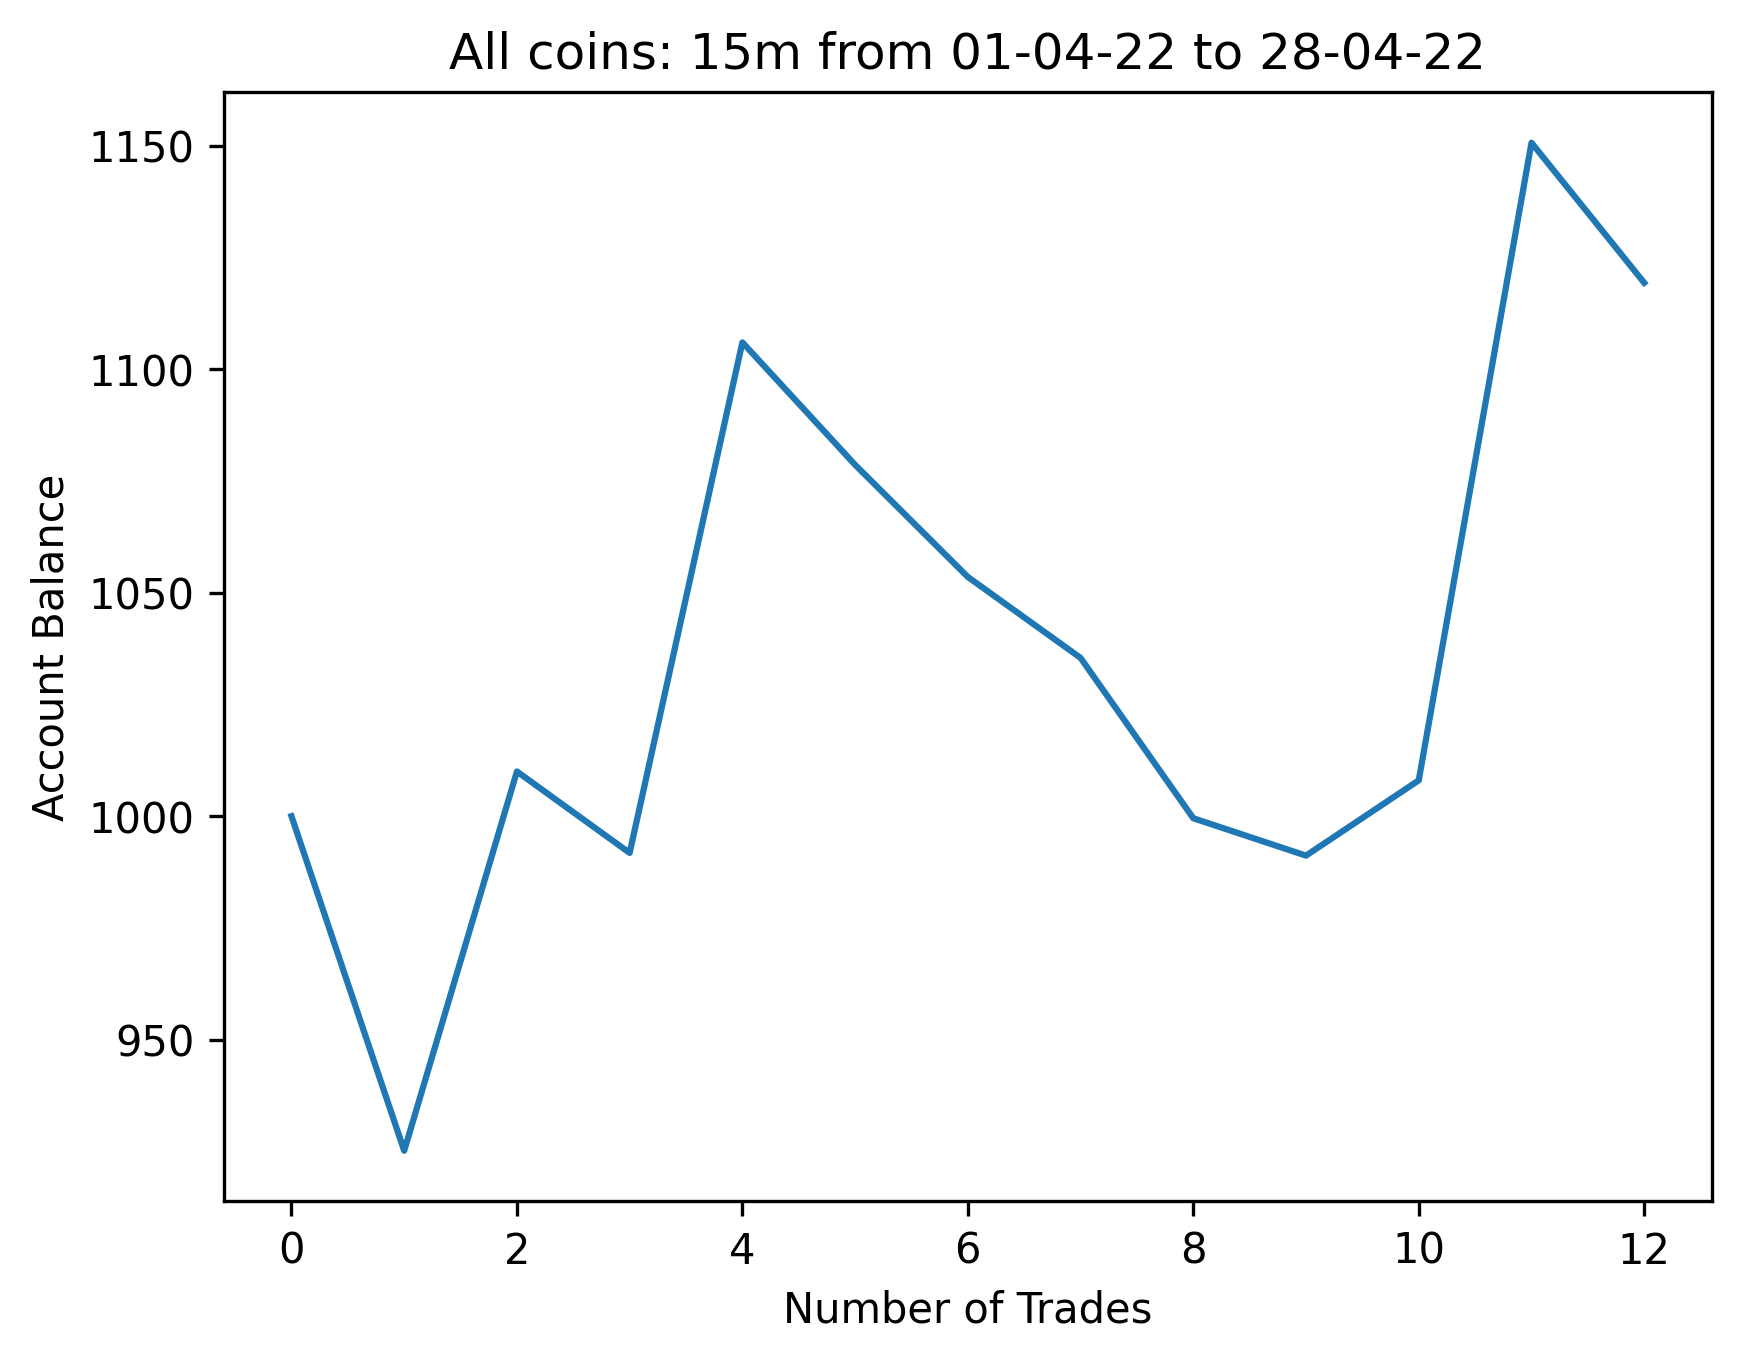 All coins: 15m from 01-04-22 to 28-04-22
1150
1100
1050
1000
950
Account Balance
0 2 4 6 8 10 12
Number of Trades